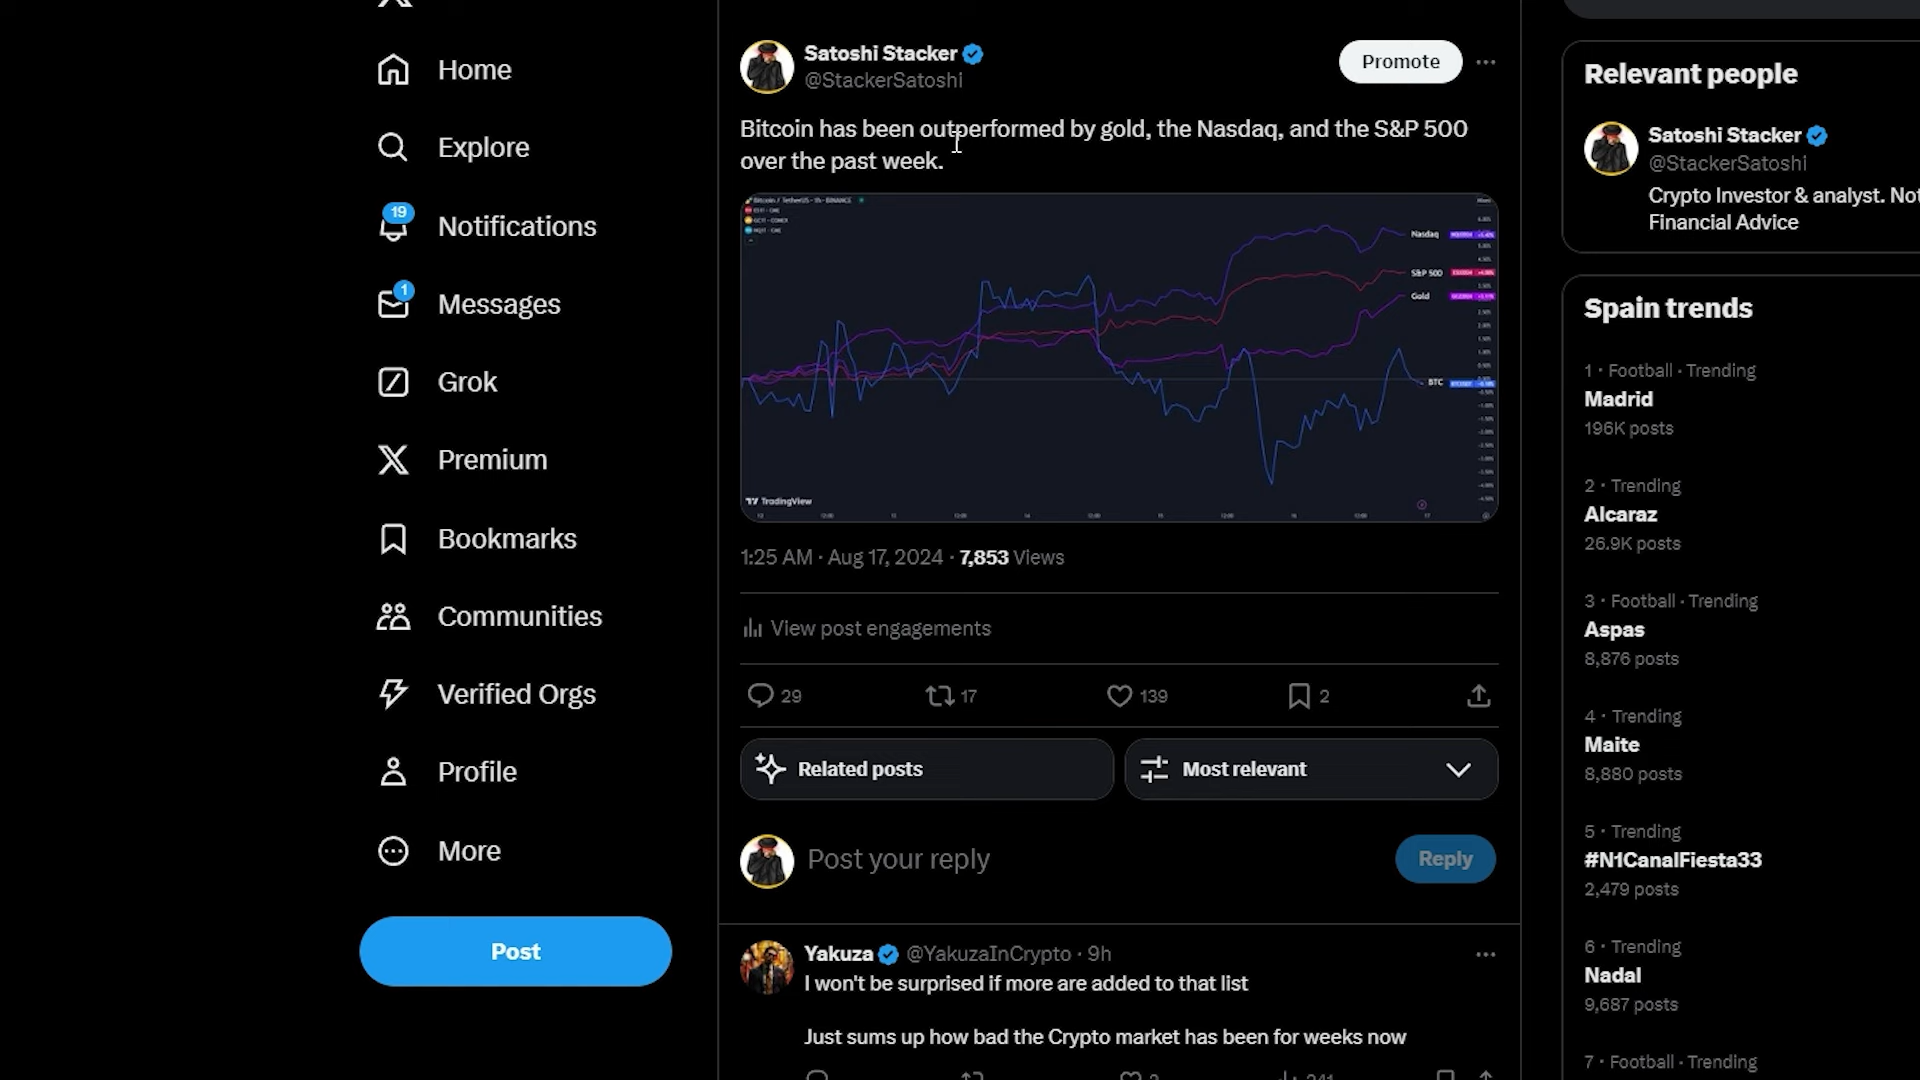 Home
Explore
19
Notifications
1
Messages
Grok
Premium
Bookmarks
Communities
Verified Orgs
Profile
More
Post
Satoshi Stacker
@StackerSatoshi
Promote
Bitcoin has been outperformed by gold, the Nasdaq, and the S&P 500
over the past week.
Bitcoin / TetherUS · 1h · BINANCE
Nasdaq
S&P 500
Gold
BTC
TradingView
1:25 AM · Aug 17, 2024 · 7,853 Views
View post engagements
29
17
139
2
Related posts
Most relevant
Post your reply
Reply
Yakuza @YakuzaInCrypto · 9h
I won't be surprised if more are added to that list
Just sums up how bad the Crypto market has been for weeks now
Relevant people
Satoshi Stacker
@StackerSatoshi
Crypto Investor & analyst. Not
Financial Advice
Spain trends
1 · Football · Trending
Madrid
196K posts
2 · Trending
Alcaraz
26.9K posts
3 · Football · Trending
Aspas
8,876 posts
4 · Trending
Maite
8,880 posts
5 · Trending
#N1CanalFiesta33
2,479 posts
6 · Trending
Nadal
9,687 posts
7 · Football · Trending